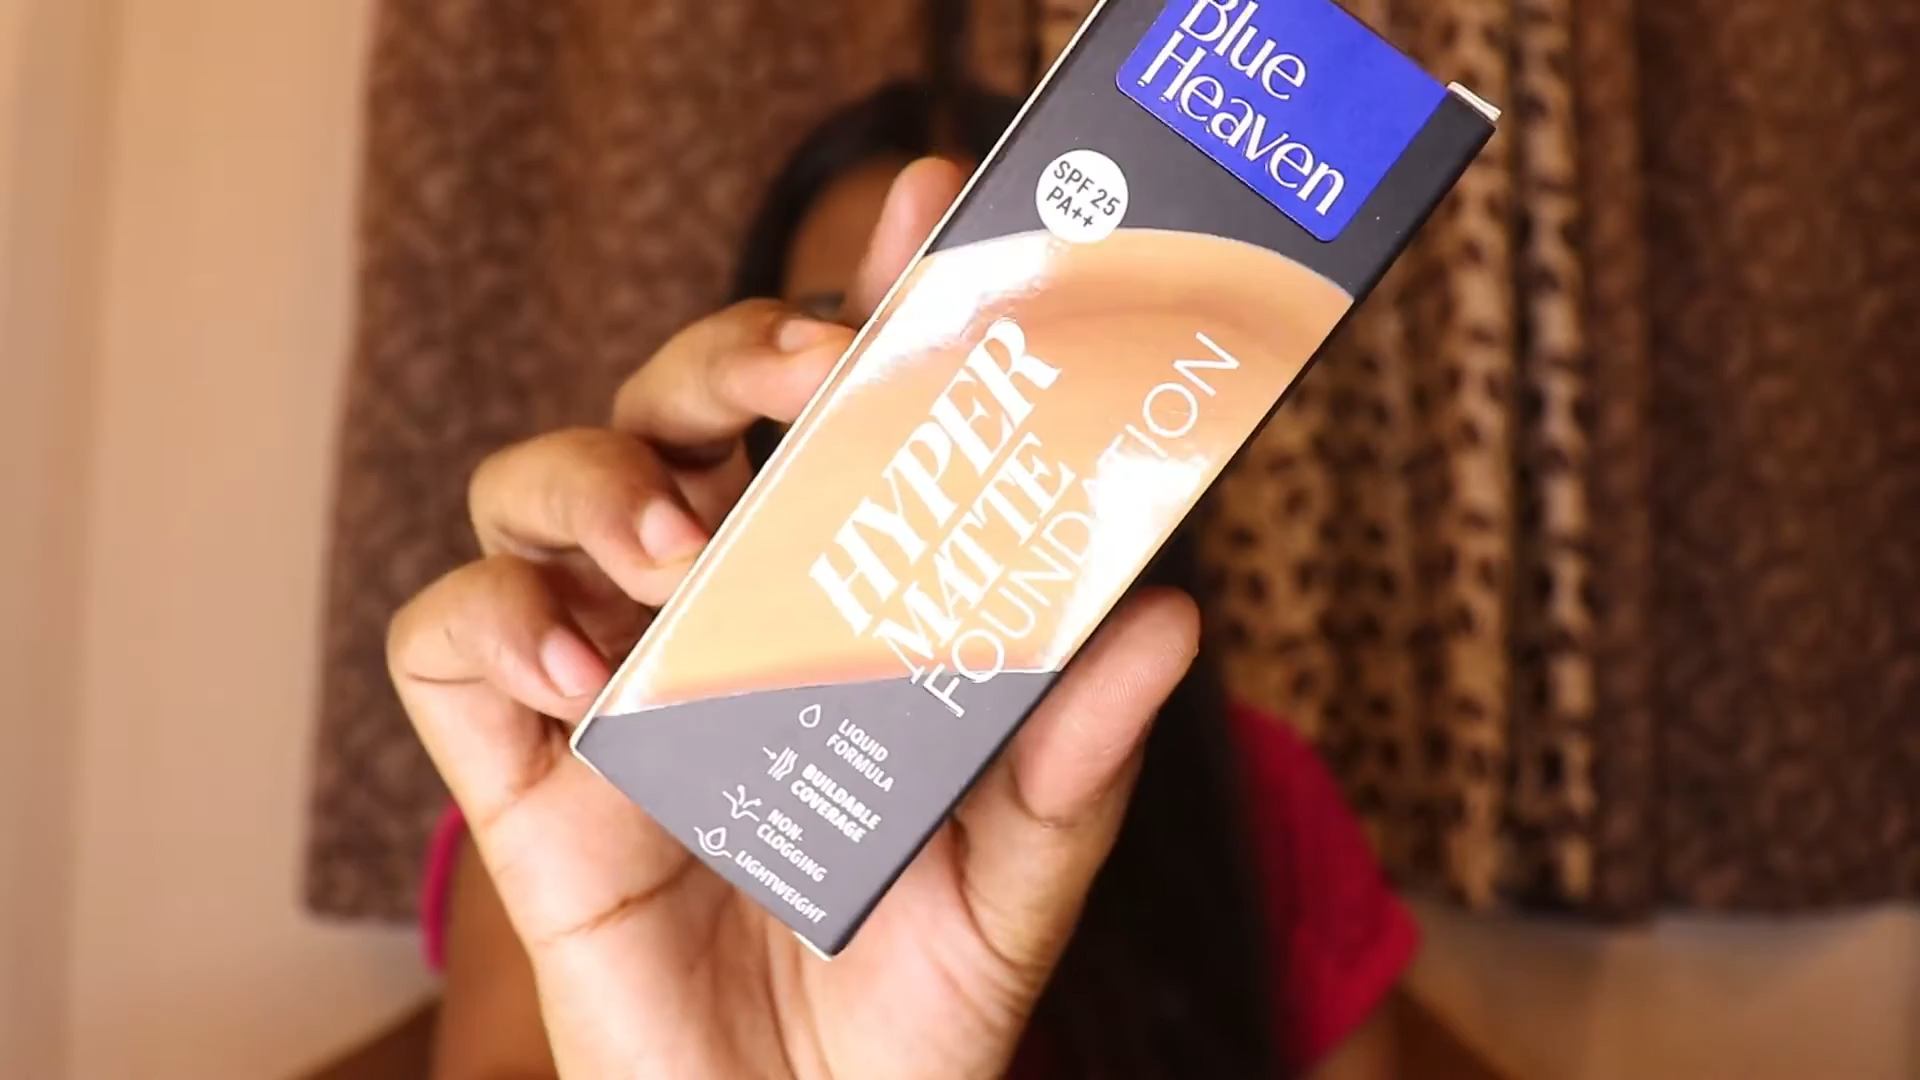 Blue
Heaven
SPF 25
PA++
HYPER
MATTE
FOUNDATION
LIQUID
FORMULA
BUILDABLE
COVERAGE
NON-
CLOGGING
LIGHTWEIGHT